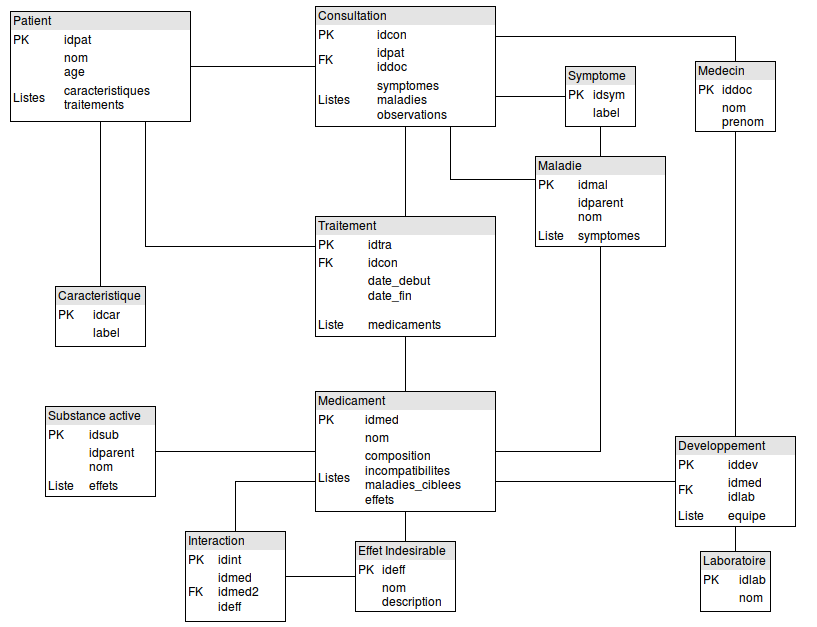 Patient
PK idpat
nom
age
Listes caracteristiques
traitements
Consultation
PK idcon
FK idpat
iddoc
Listes symptomes
maladies
observations
Symptome
PK idsym
label
Medecin
PK iddoc
nom
prenom
Maladie
PK idmal
idparent
nom
Liste symptomes
Traitement
PK idtra
FK idcon
date_debut
date_fin
Liste medicaments
Caracteristique
PK idcar
label
Medicament
PK idmed
nom
Listes composition
incompatibilites
maladies_ciblees
effets
Substance active
PK idsub
idparent
nom
Liste effets
Developpement
PK iddev
FK idmed
idlab
Liste equipe
Interaction
PK idint
FK idmed
idmed2
ideff
Effet Indesirable
PK ideff
nom
description
Laboratoire
PK idlab
nom